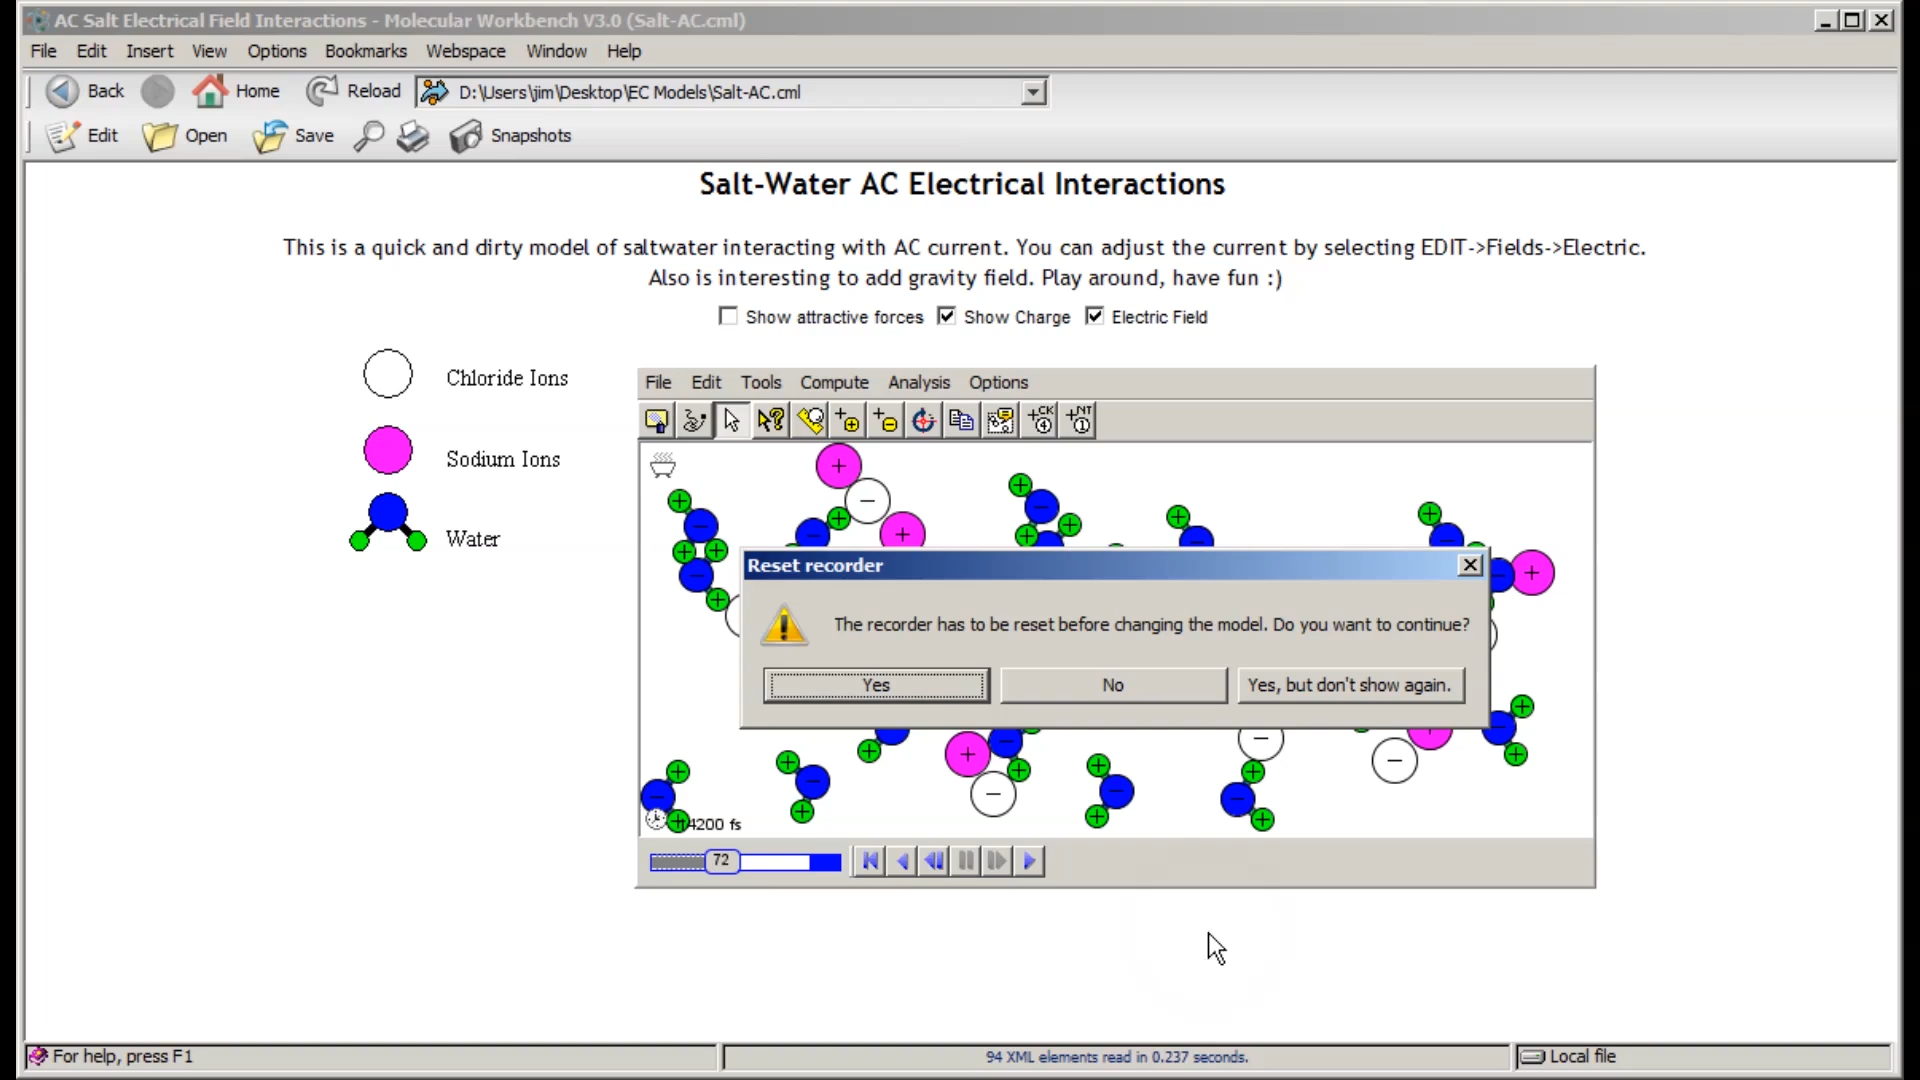 AC Salt Electrical Field Interactions - Molecular Workbench V3.0 (Salt-AC.cml)
File Edit Insert View Options Bookmarks Webspace Window Help
Back Home Reload D:\Users\jim\Desktop\EC Models\Salt-AC.cml
Edit Open Save Snapshots
Salt-Water AC Electrical Interactions
This is a quick and dirty model of saltwater interacting with AC current. You can adjust the current by selecting EDIT->Fields->Electric.
Also is interesting to add gravity field. Play around, have fun :)
Show attractive forces Show Charge Electric Field
Chloride Ions
Sodium Ions
Water
File Edit Tools Compute Analysis Options
CK 4 NT 1
Reset recorder
The recorder has to be reset before changing the model. Do you want to continue?
Yes No Yes, but don't show again.
14200 fs
72
For help, press F1 94 XML elements read in 0.237 seconds. Local file